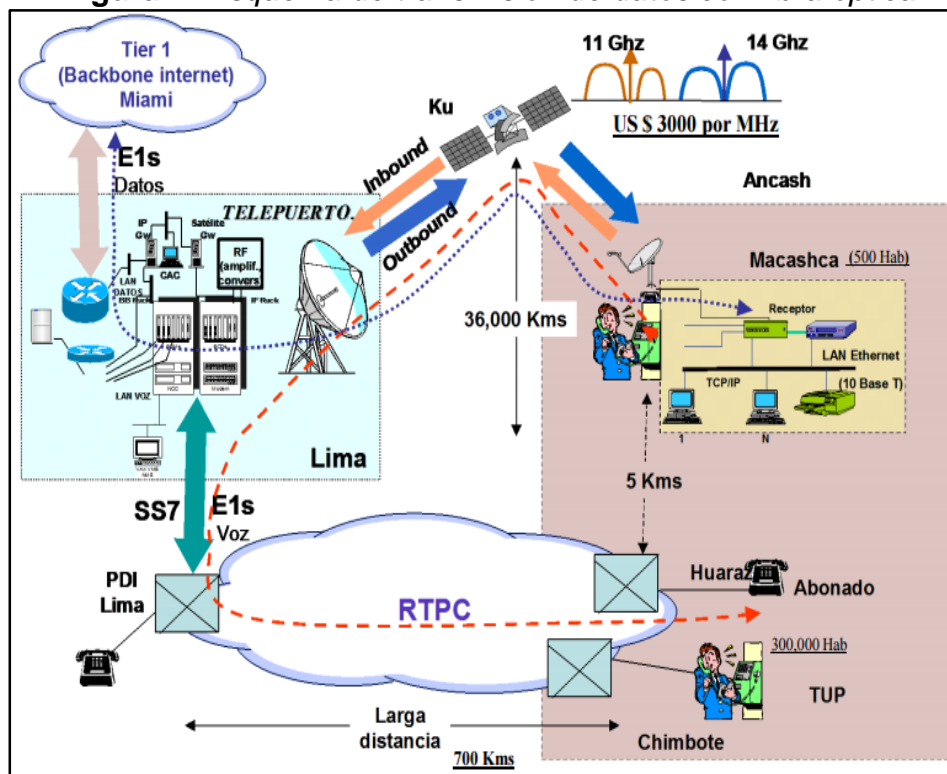 Tier 1
(Backbone internet)
Miami
E1s
Datos
Ku
11 Ghz
14 Ghz
US $ 3000 por MHz
Inbound
Outbound
TELEPUERTO.
IP
Gw
Satélite
Gw
CAC
RF
(amplif.,
convers
LAN
LAN VOZ
Lima
36,000 Kms
Ancash
Macashca (500 Hab)
Receptor
LAN Ethernet
TCP/IP
(10 Base T)
1
N
5 Kms
SS7
E1s
Voz
PDI
Lima
RTPC
Huaraz
Abonado
300,000 Hab
TUP
Larga
distancia
700 Kms
Chimbote